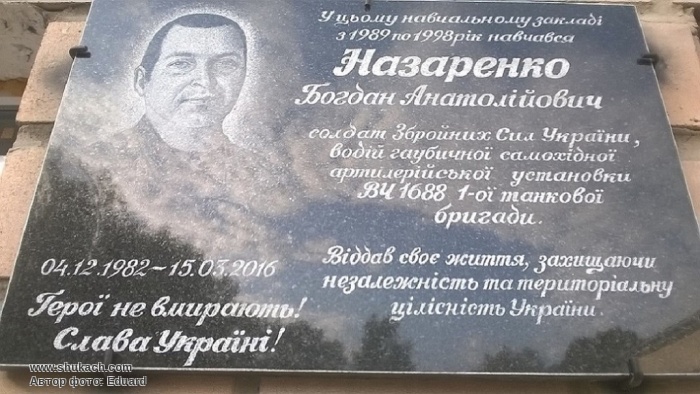 У цьому навчальному закладі
з 1989 по 1998 рік навчався
Назаренко
Богдан Анатолійович
солдат Збройних Сил України,
водій гаубичної самохідної
артилерійської установки
ВЧ 1688 1-ої танкової
бригади.
04.12.1982 – 15.03.2016
Віддав своє життя, захищаючи
незалежність та територіальну
цілісність України.
Герої не вмирають!
Слава Україні!
www.shukach.com
Автор фото: Eduard